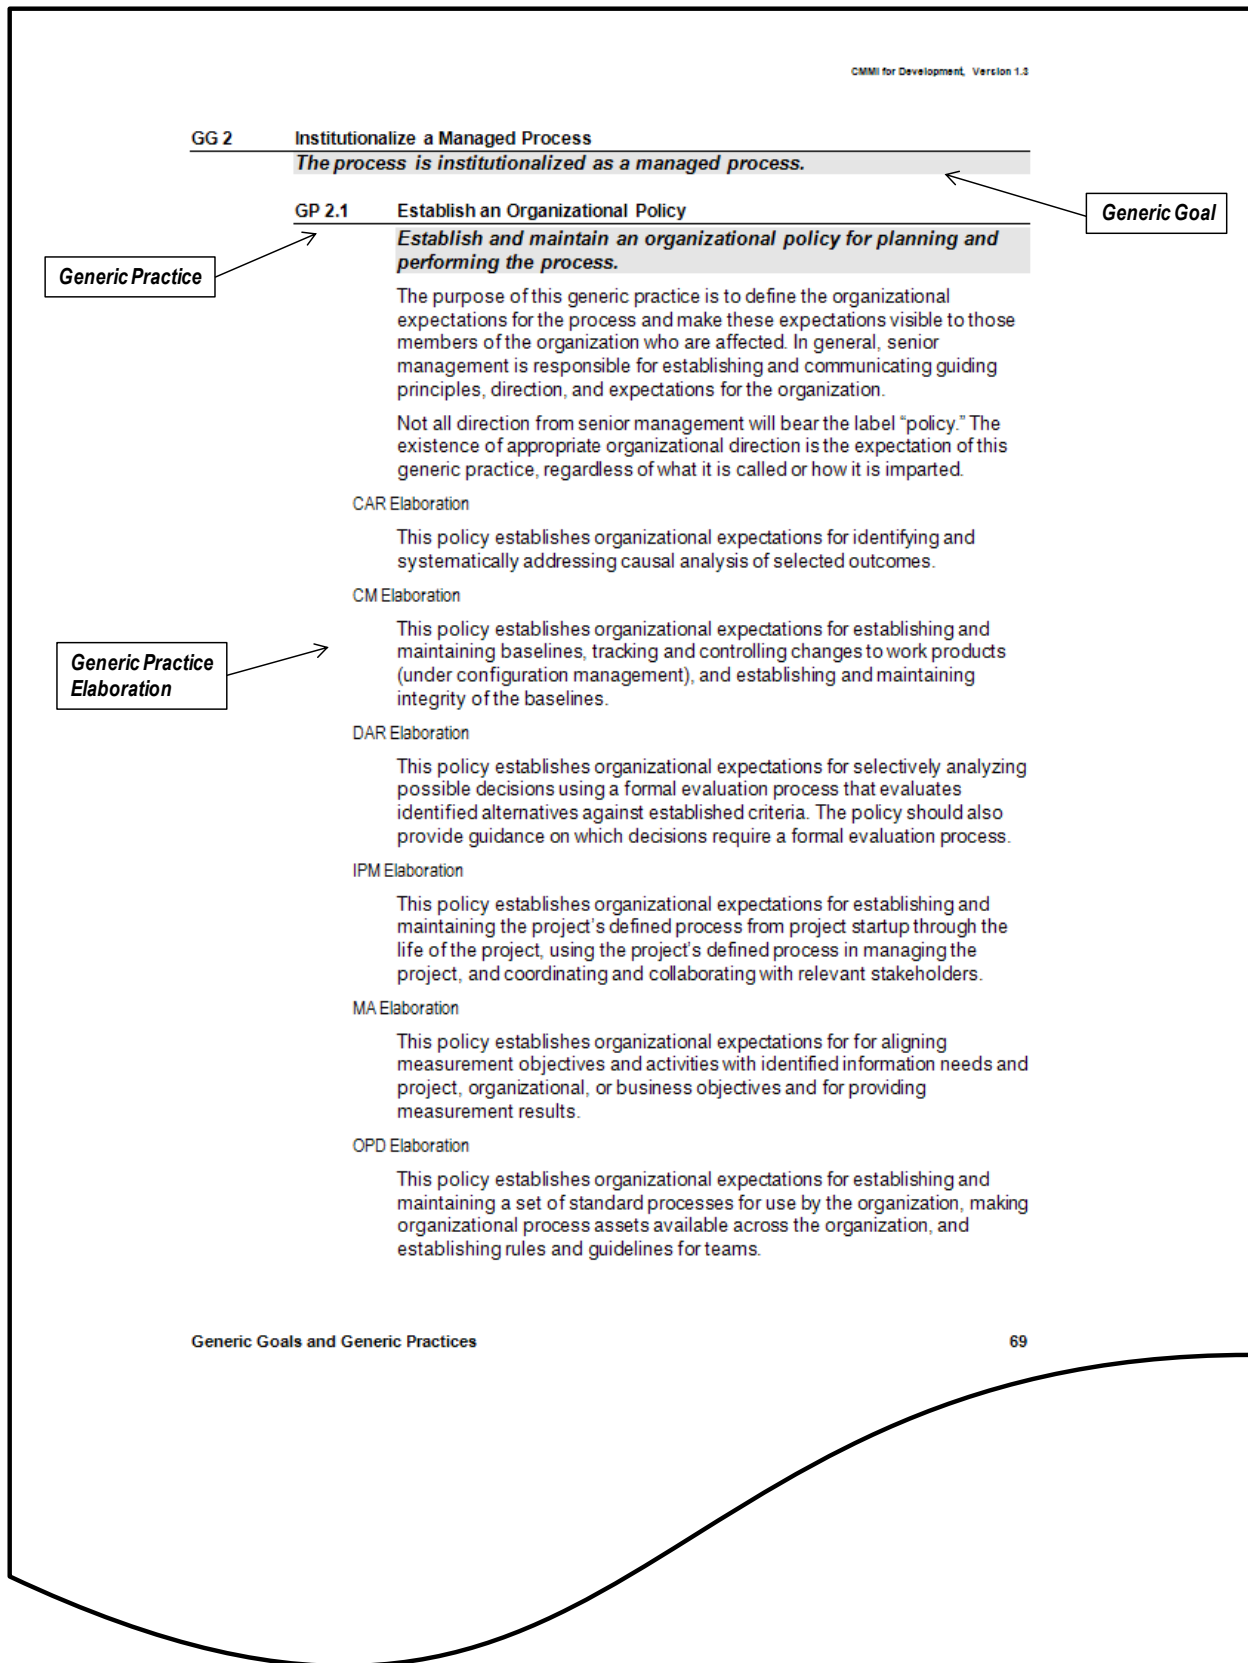 CMMI for Development, Version 1.3
GG 2 Institutionalize a Managed Process
The process is institutionalized as a managed process.
Generic Goal
GP 2.1 Establish an Organizational Policy
Establish and maintain an organizational policy for planning and
performing the process.
Generic Practice
The purpose of this generic practice is to define the organizational
expectations for the process and make these expectations visible to those
members of the organization who are affected. In general, senior
management is responsible for establishing and communicating guiding
principles, direction, and expectations for the organization.
Not all direction from senior management will bear the label “policy.” The
existence of appropriate organizational direction is the expectation of this
generic practice, regardless of what it is called or how it is imparted.
CAR Elaboration
This policy establishes organizational expectations for identifying and
systematically addressing causal analysis of selected outcomes.
CM Elaboration
This policy establishes organizational expectations for establishing and
maintaining baselines, tracking and controlling changes to work products
(under configuration management), and establishing and maintaining
integrity of the baselines.
Generic Practice
Elaboration
DAR Elaboration
This policy establishes organizational expectations for selectively analyzing
possible decisions using a formal evaluation process that evaluates
identified alternatives against established criteria. The policy should also
provide guidance on which decisions require a formal evaluation process.
IPM Elaboration
This policy establishes organizational expectations for establishing and
maintaining the project’s defined process from project startup through the
life of the project, using the project’s defined process in managing the
project, and coordinating and collaborating with relevant stakeholders.
MA Elaboration
This policy establishes organizational expectations for for aligning
measurement objectives and activities with identified information needs and
project, organizational, or business objectives and for providing
measurement results.
OPD Elaboration
This policy establishes organizational expectations for establishing and
maintaining a set of standard processes for use by the organization, making
organizational process assets available across the organization, and
establishing rules and guidelines for teams.
Generic Goals and Generic Practices 69